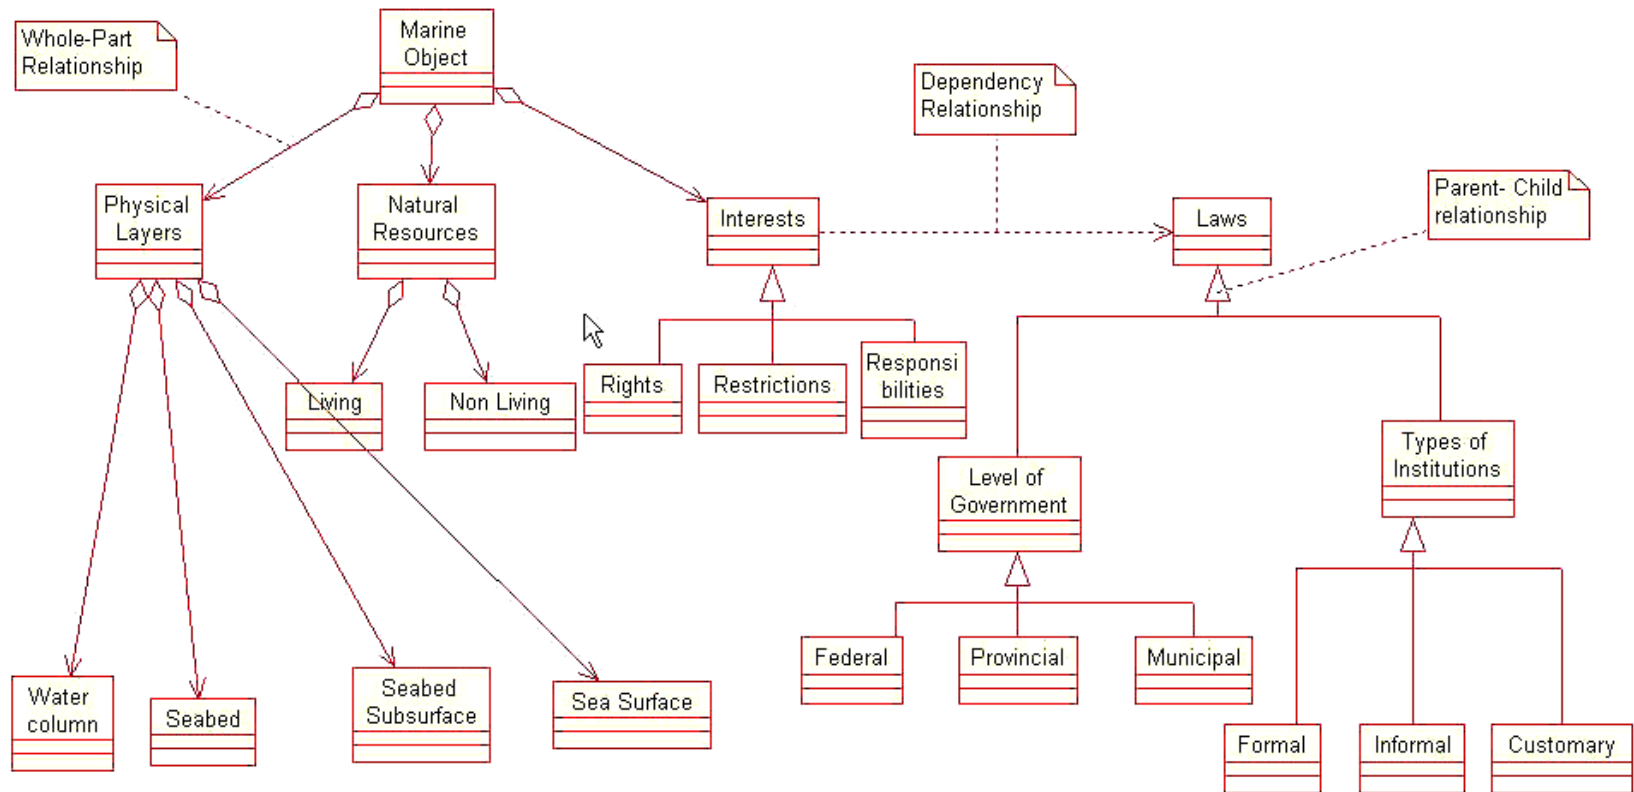 Whole-Part
Relationship
Marine
Object
Dependency
Relationship
Parent- Child
relationship
Physical
Layers
Natural
Resources
Interests
Laws
Living
Non Living
Rights
Restrictions
Responsi
bilities
Level of
Government
Types of
Institutions
Federal
Provincial
Municipal
Water
column
Seabed
Seabed
Subsurface
Sea Surface
Formal
Informal
Customary